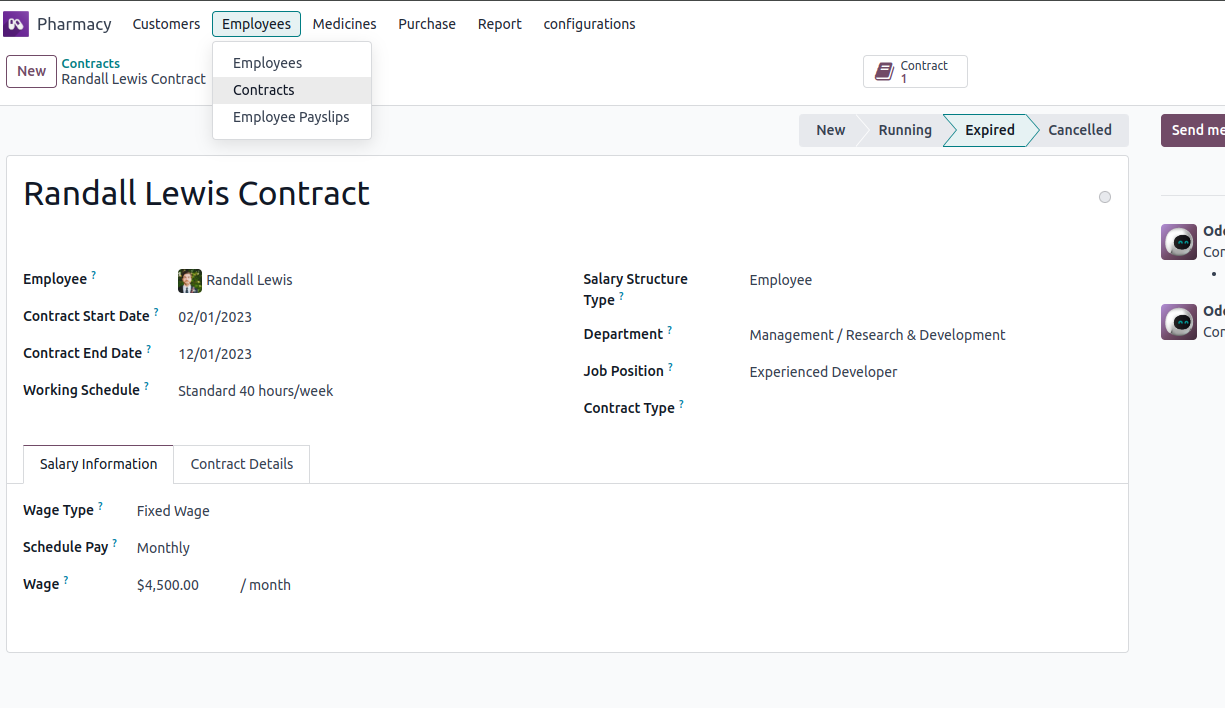 Pharmacy Customers Employees Medicines Purchase Report configurations
New
Contracts
Randall Lewis Contract
Employees
Contracts
Employee Payslips
Contract
1
New Running Expired Cancelled
Send me
Randall Lewis Contract
Employee ? Randall Lewis
Contract Start Date ? 02/01/2023
Contract End Date ? 12/01/2023
Working Schedule ? Standard 40 hours/week
Salary Structure
Type ? Employee
Department ? Management / Research & Development
Job Position ? Experienced Developer
Contract Type ?
Salary Information Contract Details
Wage Type ? Fixed Wage
Schedule Pay ? Monthly
Wage ? $4,500.00 / month